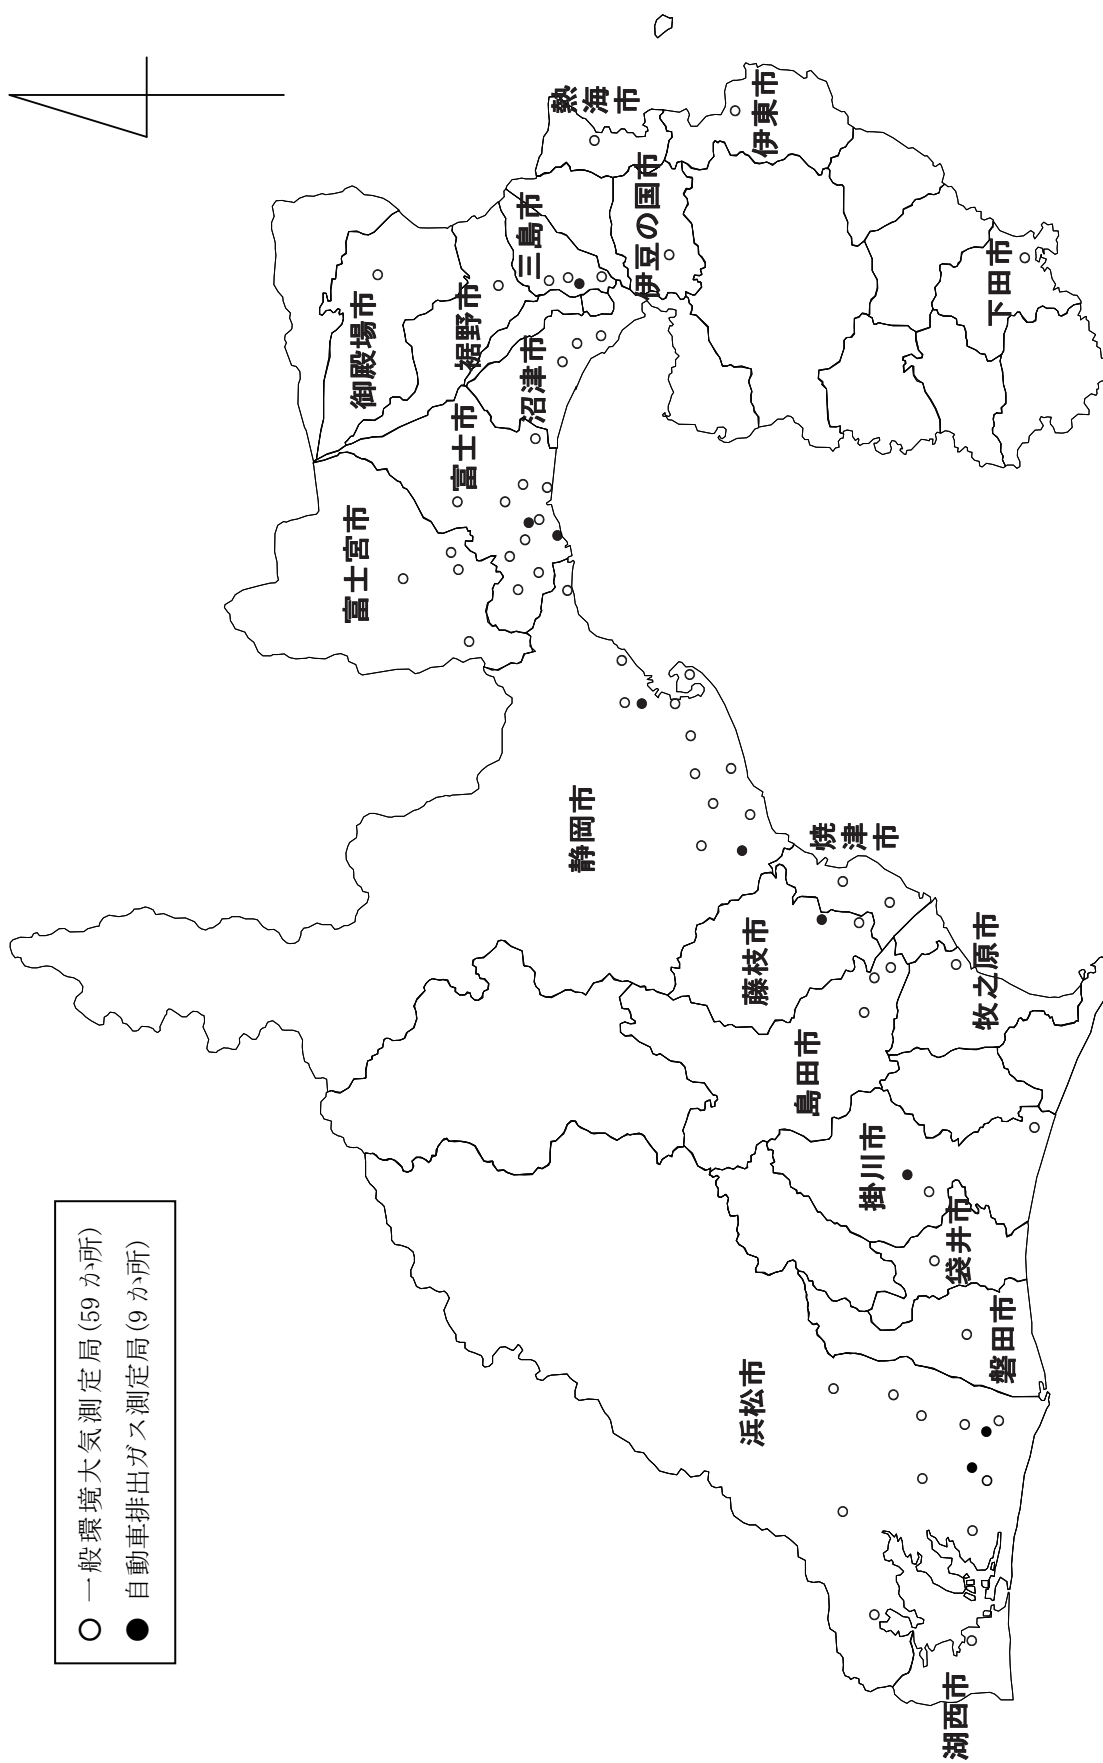 ○ 一般環境大気測定局(59 か所)
● 自動車排出ガス測定局(9 か所)
熱海市
伊東市
伊豆の国市
三島市
下田市
御殿場市
裾野市
沼津市
富士市
富士宮市
静岡市
焼津市
藤枝市
牧之原市
島田市
掛川市
袋井市
磐田市
浜松市
湖西市